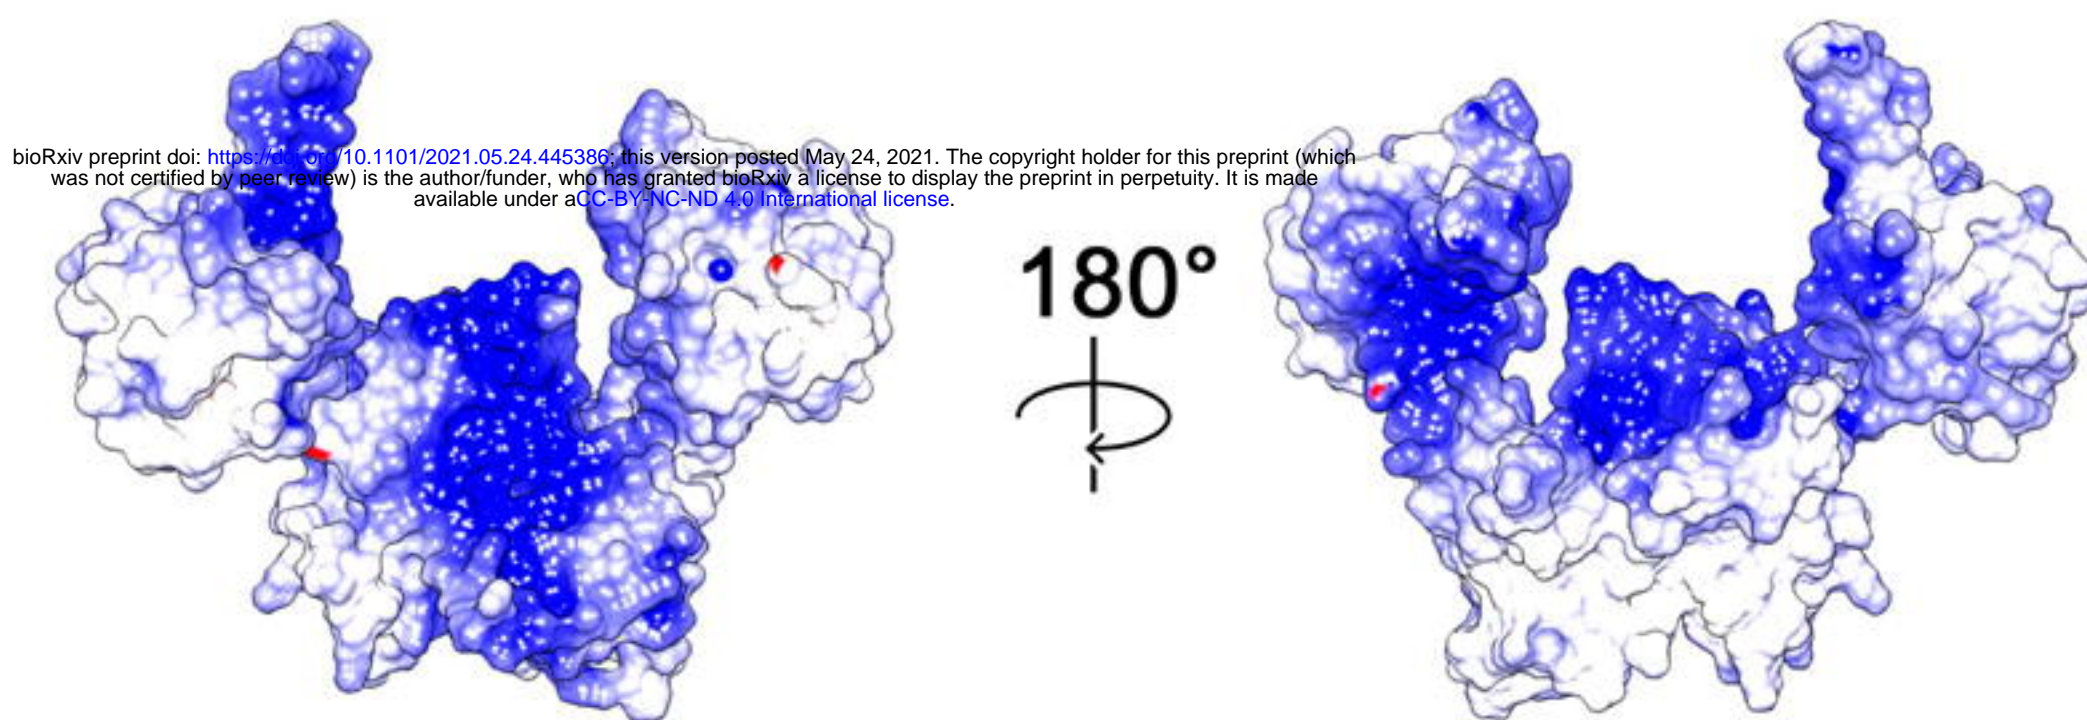 bioRxiv preprint doi: https://doi.org/10.1101/2021.05.24.445386; this version posted May 24, 2021. The copyright holder for this preprint (which
was not certified by peer review) is the author/funder, who has granted bioRxiv a license to display the preprint in perpetuity. It is made
available under aCC-BY-NC-ND 4.0 International license.
180°